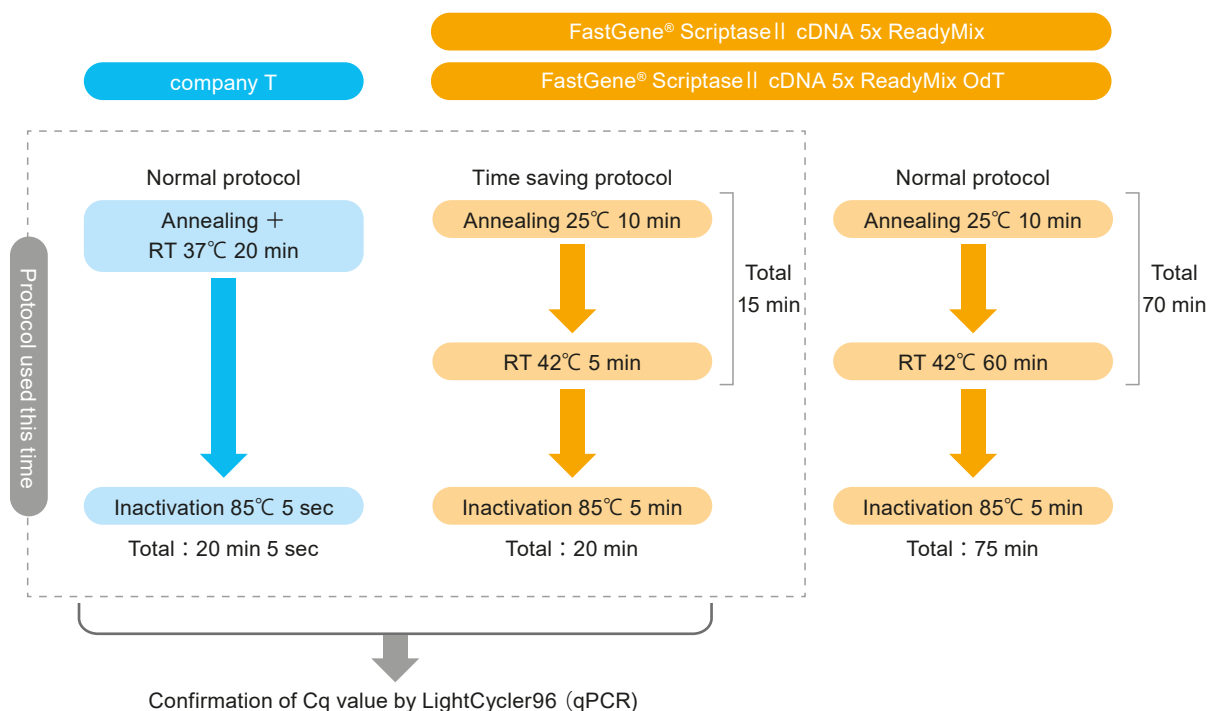 FastGene® ScriptaseⅡ cDNA 5x ReadyMix
company T
FastGene® ScriptaseⅡ cDNA 5x ReadyMix OdT
Protocol used this time
Normal protocol
Annealing ＋
RT 37℃ 20 min
Inactivation 85℃ 5 sec
Total：20 min 5 sec
Time saving protocol
Annealing 25℃ 10 min
RT 42℃ 5 min
Total
15 min
Inactivation 85℃ 5 min
Total：20 min
Normal protocol
Annealing 25℃ 10 min
RT 42℃ 60 min
Total
70 min
Inactivation 85℃ 5 min
Total：75 min
Confirmation of Cq value by LightCycler96 (qPCR)